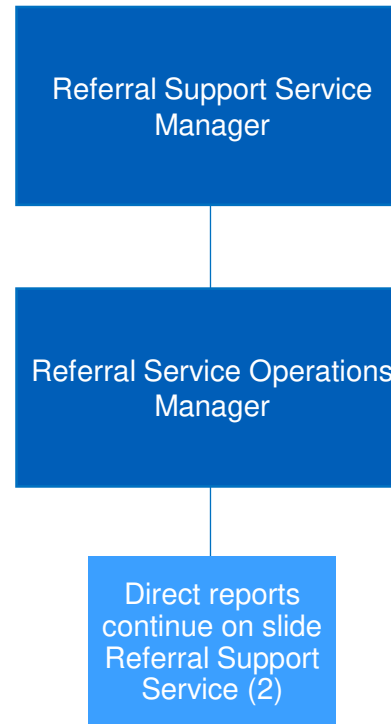 Referral Support Service
Manager
Referral Service Operations
Manager
Direct reports
continue on slide
Referral Support
Service (2)